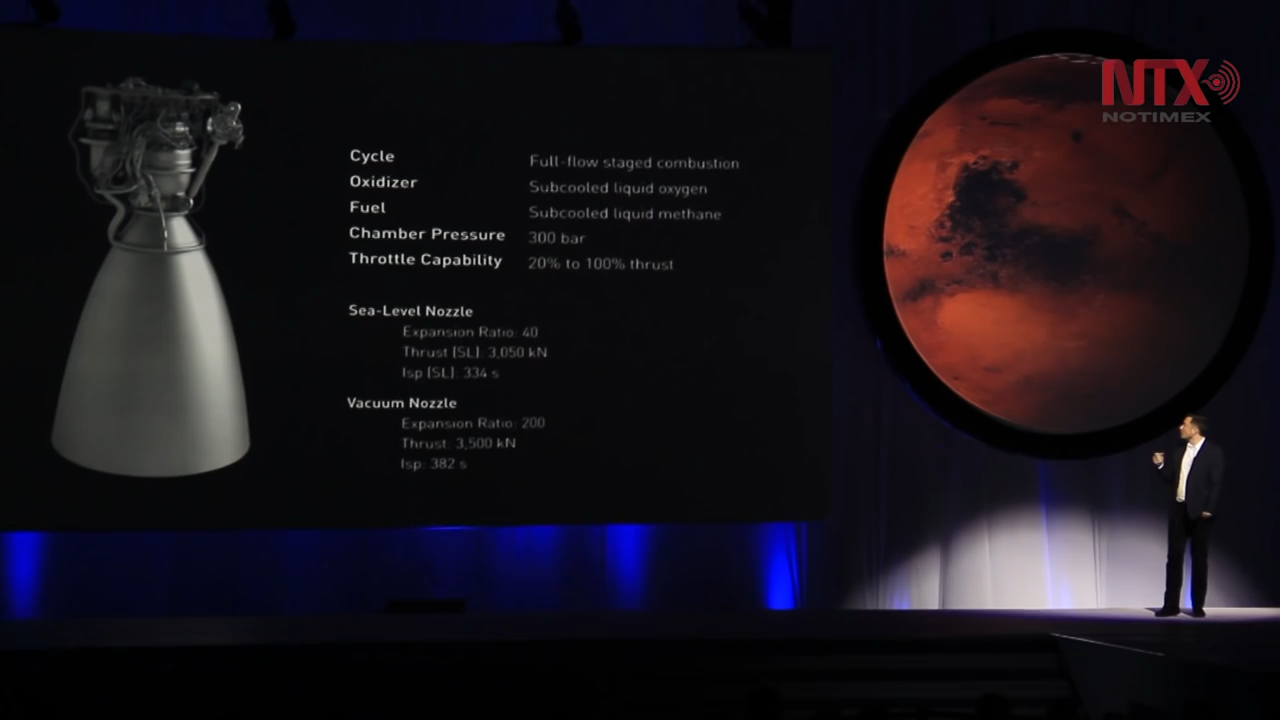 NTX
NOTIMEX
Cycle Full-flow staged combustion
Oxidizer Subcooled liquid oxygen
Fuel Subcooled liquid methane
Chamber Pressure 300 bar
Throttle Capability 20% to 100% thrust
Sea-Level Nozzle
Expansion Ratio: 40
Thrust (SL): 3,050 kN
Isp (SL): 334 s
Vacuum Nozzle
Expansion Ratio: 200
Thrust: 3,500 kN
Isp: 382 s